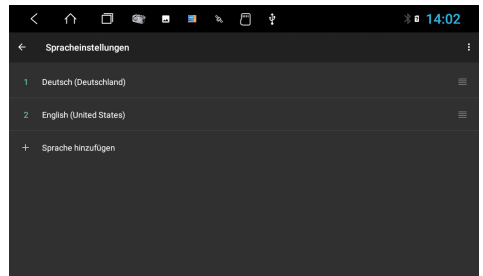 14:02
Spracheinstellungen
1 Deutsch (Deutschland)
2 English (United States)
+ Sprache hinzufügen